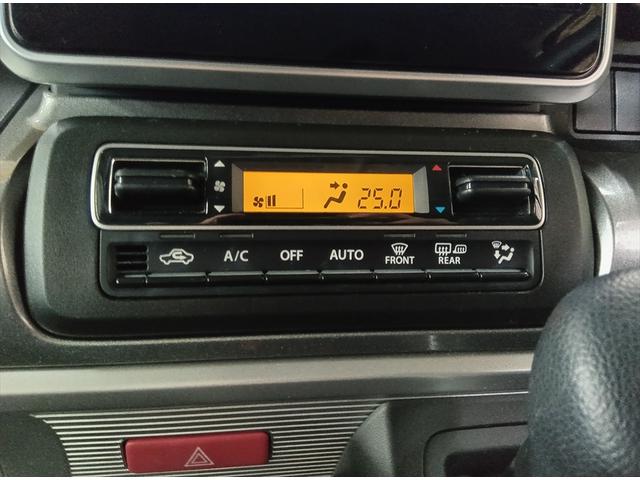 25.0
A/C OFF AUTO FRONT REAR